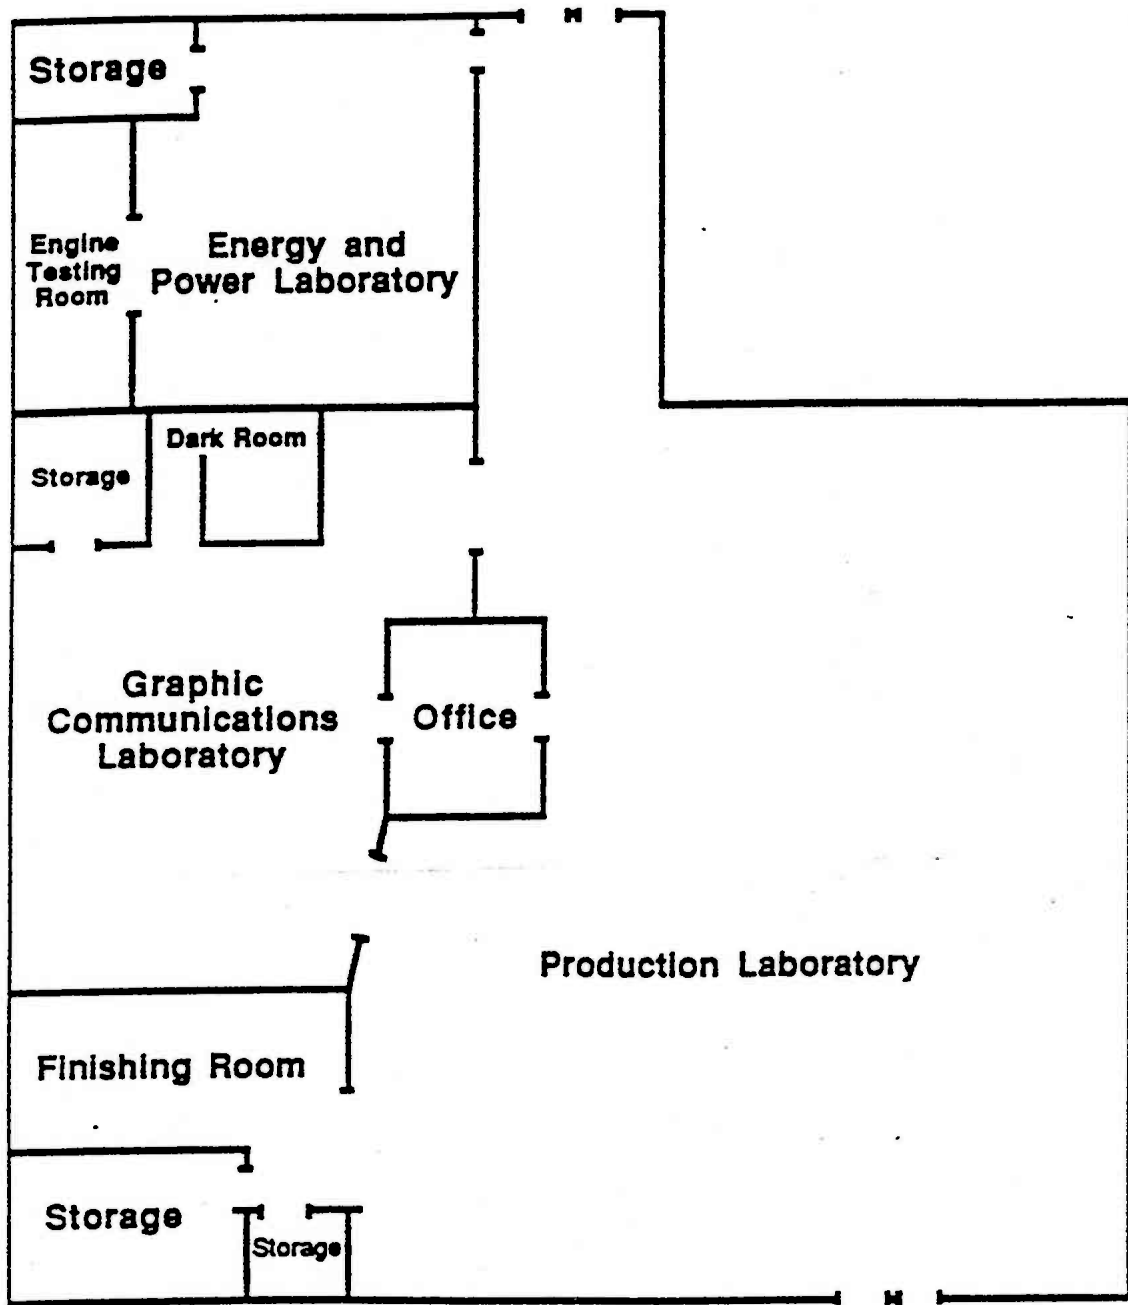 Storage
Engine
Testing
Room
Energy and
Power Laboratory
Dark Room
Storage
Graphic
Communications
Laboratory
Office
Production Laboratory
Finishing Room
Storage
Storage